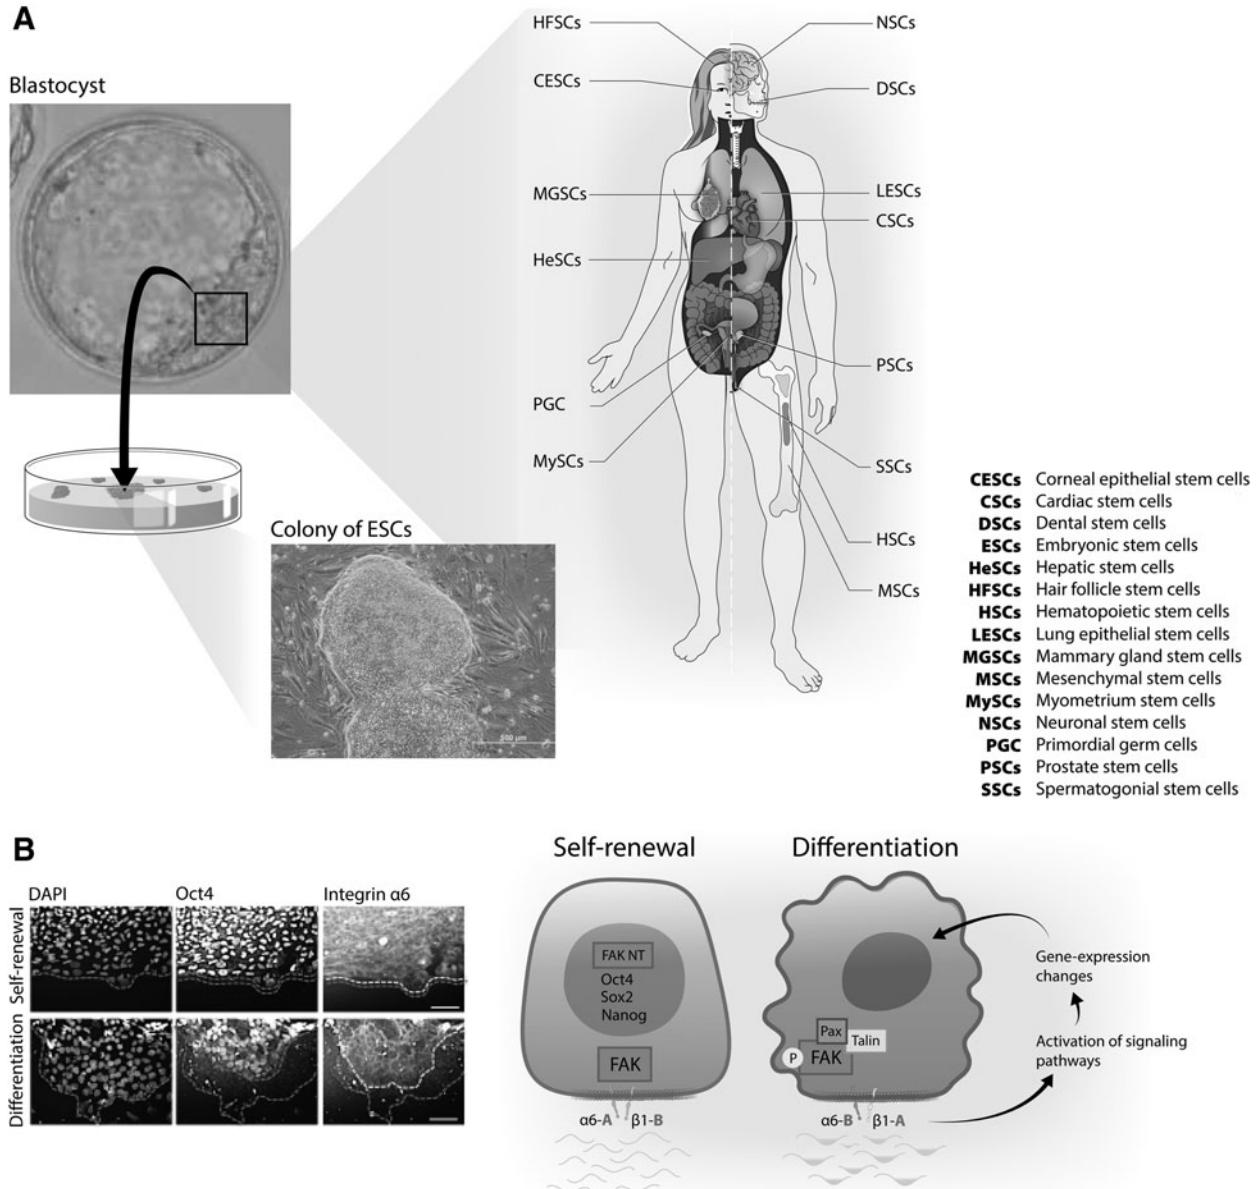 A
Blastocyst
HFSCs
CESCs
MGSCs
HeSCs
PGC
MySCs
NSCs
DSCs
LESCs
CSCs
PSCs
SSCs
HSCs
MSCs
Colony of ESCs
500 µm
CESCs Corneal epithelial stem cells
CSCs Cardiac stem cells
DSCs Dental stem cells
ESCs Embryonic stem cells
HeSCs Hepatic stem cells
HFSCs Hair follicle stem cells
HSCs Hematopoietic stem cells
LESCs Lung epithelial stem cells
MGSCs Mammary gland stem cells
MSCs Mesenchymal stem cells
MySCs Myometrium stem cells
NSCs Neuronal stem cells
PGC Primordial germ cells
PSCs Prostate stem cells
SSCs Spermatogonial stem cells
B
DAPI Oct4 Integrin α6
Self-renewal
Differentiation
Self-renewal
FAK NT
Oct4
Sox2
Nanog
FAK
α6-A β1-B
Differentiation
Pax
Talin
P
FAK
α6-B β1-A
Gene-expression
changes
Activation of signaling
pathways